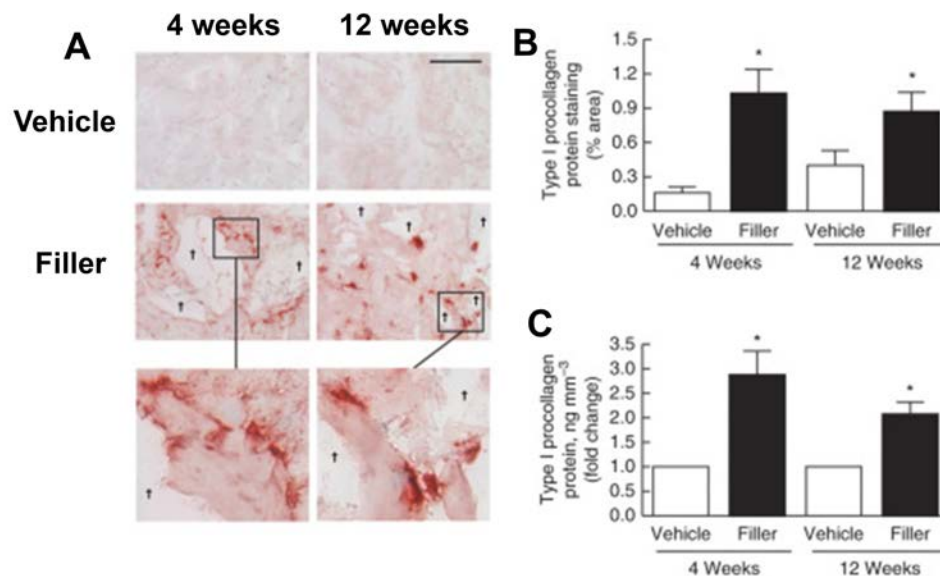 A
4 weeks
12 weeks
Vehicle
Filler
†
†
†
†
†
†
†
†
†
†
†
†
B
Type I procollagen
protein staining
(% area)
1.5
1.2
0.9
0.6
0.3
0.0
*
*
Vehicle Filler Vehicle Filler
4 Weeks 12 Weeks
C
Type I procollagen
protein, ng mm⁻³
(fold change)
3.5
3.0
2.5
2.0
1.5
1.0
0.5
0.0
*
*
Vehicle Filler Vehicle Filler
4 Weeks 12 Weeks